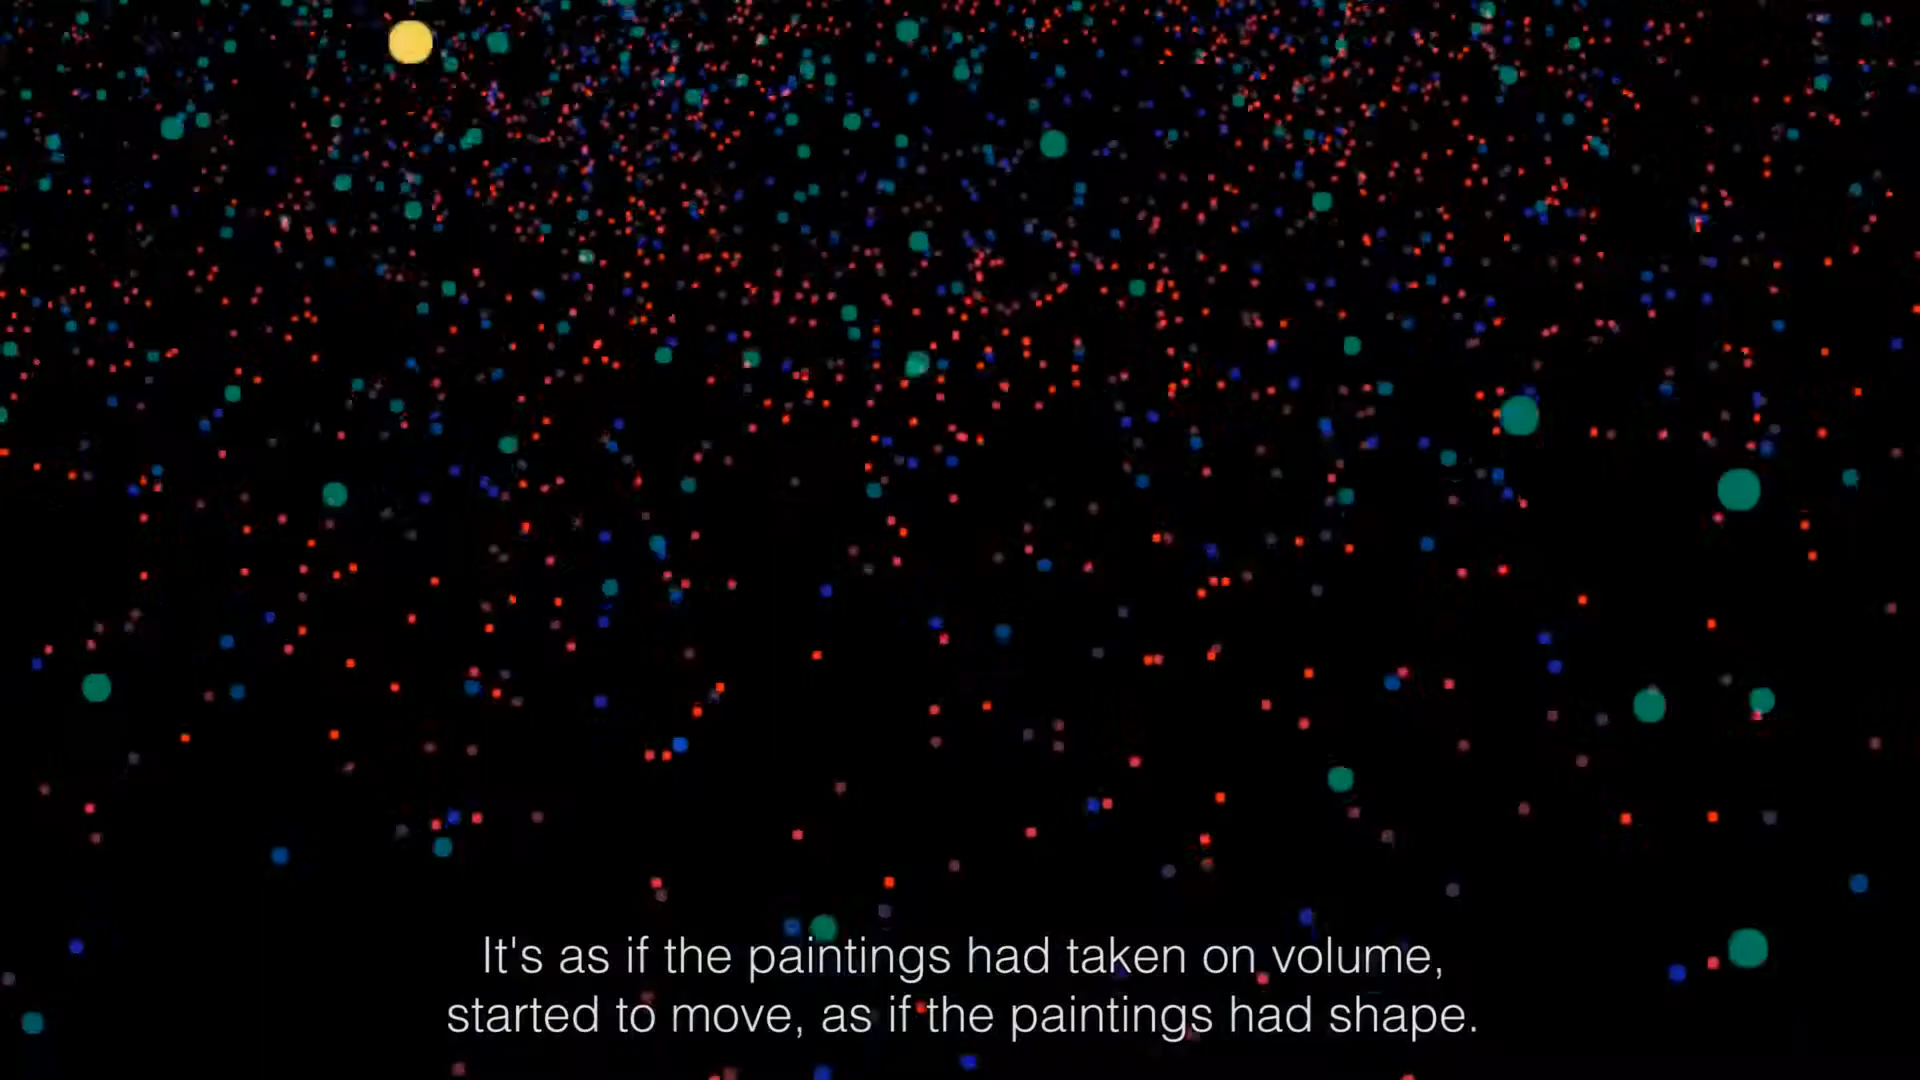 It's as if the paintings had taken on volume,
started to move, as if the paintings had shape.